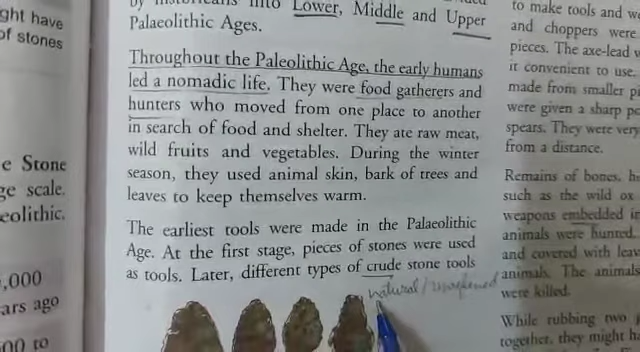 ght have
of stones
e Stone
ge scale.
eolithic.
,000
ars ago
00 to
by historians into Lower, Middle and Upper
Palaeolithic Ages.
Throughout the Paleolithic Age, the early humans
led a nomadic life. They were food gatherers and
hunters who moved from one place to another
in search of food and shelter. They ate raw meat,
wild fruits and vegetables. During the winter
season, they used animal skin, bark of trees and
leaves to keep themselves warm.
The earliest tools were made in the Palaeolithic
Age. At the first stage, pieces of stones were used
as tools. Later, different types of crude stone tools
natural /
to make tools and w
and choppers were
pieces. The axe-lead w
it convenient to use.
made from smaller pi
were given a sharp po
spears. They were very
from a distance.
Remains of bones, h
such as the wild ox
weapons embedded i
animals were hunted.
and covered with leav
animals. The animals
were killed.
While rubbing two
together, they might h